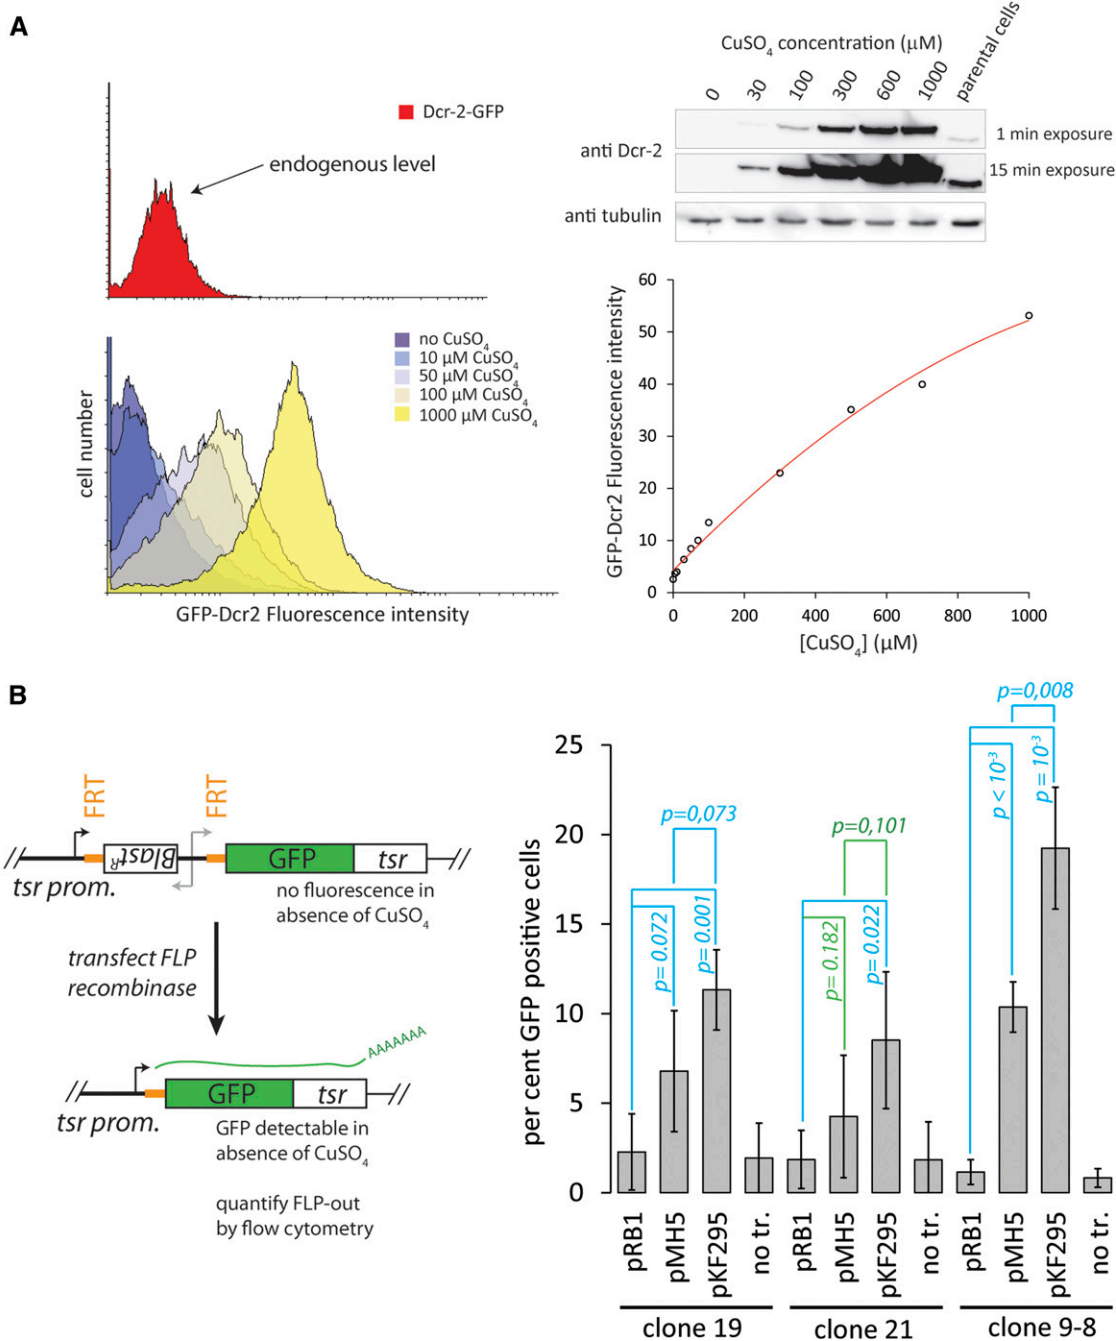 A
Dcr-2-GFP
endogenous level
no CuSO4
10 µM CuSO4
50 µM CuSO4
100 µM CuSO4
1000 µM CuSO4
cell number
GFP-Dcr2 Fluorescence intensity
CuSO4 concentration (µM)
0
30
100
300
600
1000
parental cells
anti Dcr-2
1 min exposure
15 min exposure
anti tubulin
GFP-Dcr2 Fluorescence intensity
60
50
40
30
20
10
0
0 200 400 600 800 1000
[CuSO4] (µM)
B
FRT
FRT
BlastR
GFP
tsr
tsr prom.
no fluorescence in
absence of CuSO4
transfect FLP
recombinase
AAAAAAA
GFP
tsr
tsr prom.
GFP detectable in
absence of CuSO4
quantify FLP-out
by flow cytometry
per cent GFP positive cells
25
20
15
10
5
0
p=0,073
p= 0.072
p= 0.001
p=0,101
p= 0.182
p= 0.022
p=0,008
p < 10-3
p = 10-3
pRB1
pMH5
pKF295
no tr.
pRB1
pMH5
pKF295
no tr.
pRB1
pMH5
pKF295
no tr.
clone 19
clone 21
clone 9-8